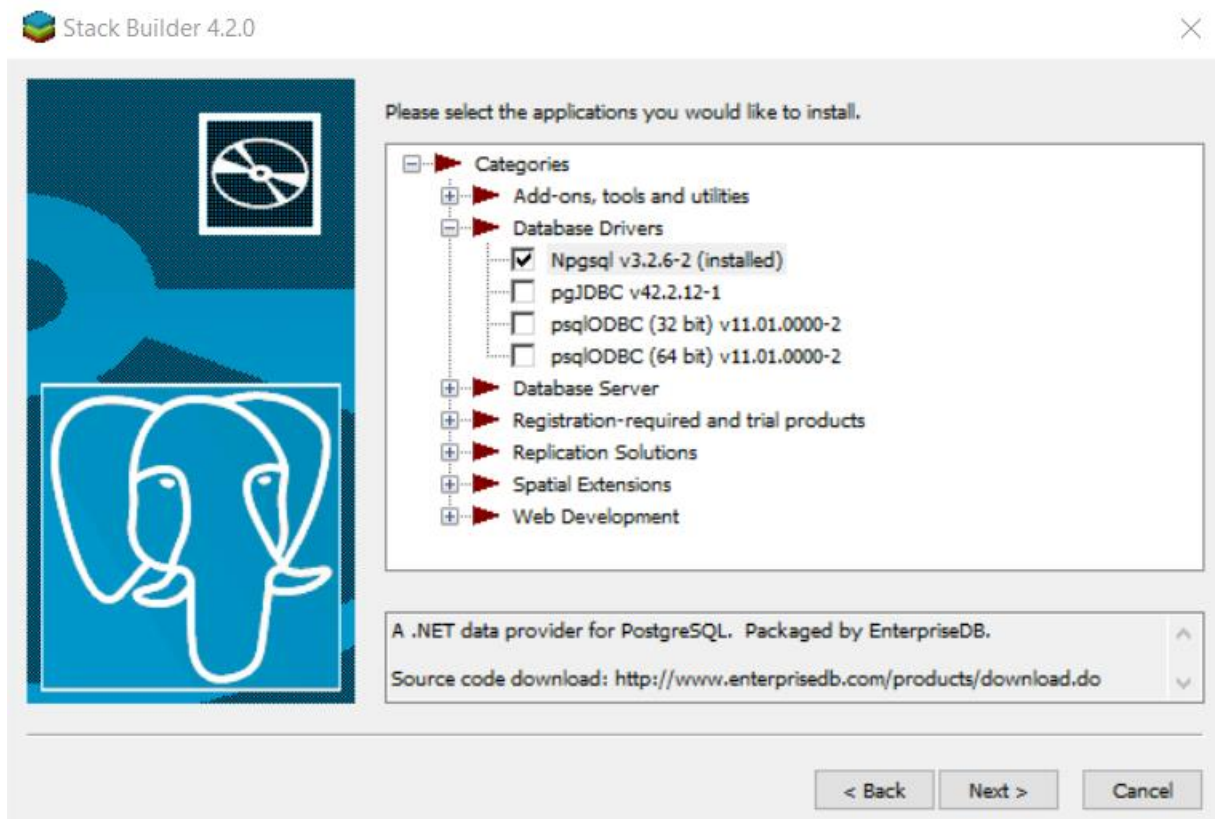 Stack Builder 4.2.0
Please select the applications you would like to install.
Categories
Add-ons, tools and utilities
Database Drivers
Npgsql v3.2.6-2 (installed)
pgJDBC v42.2.12-1
psqlODBC (32 bit) v11.01.0000-2
psqlODBC (64 bit) v11.01.0000-2
Database Server
Registration-required and trial products
Replication Solutions
Spatial Extensions
Web Development
A .NET data provider for PostgreSQL.  Packaged by EnterpriseDB.
Source code download: http://www.enterprisedb.com/products/download.do
< Back
Next >
Cancel